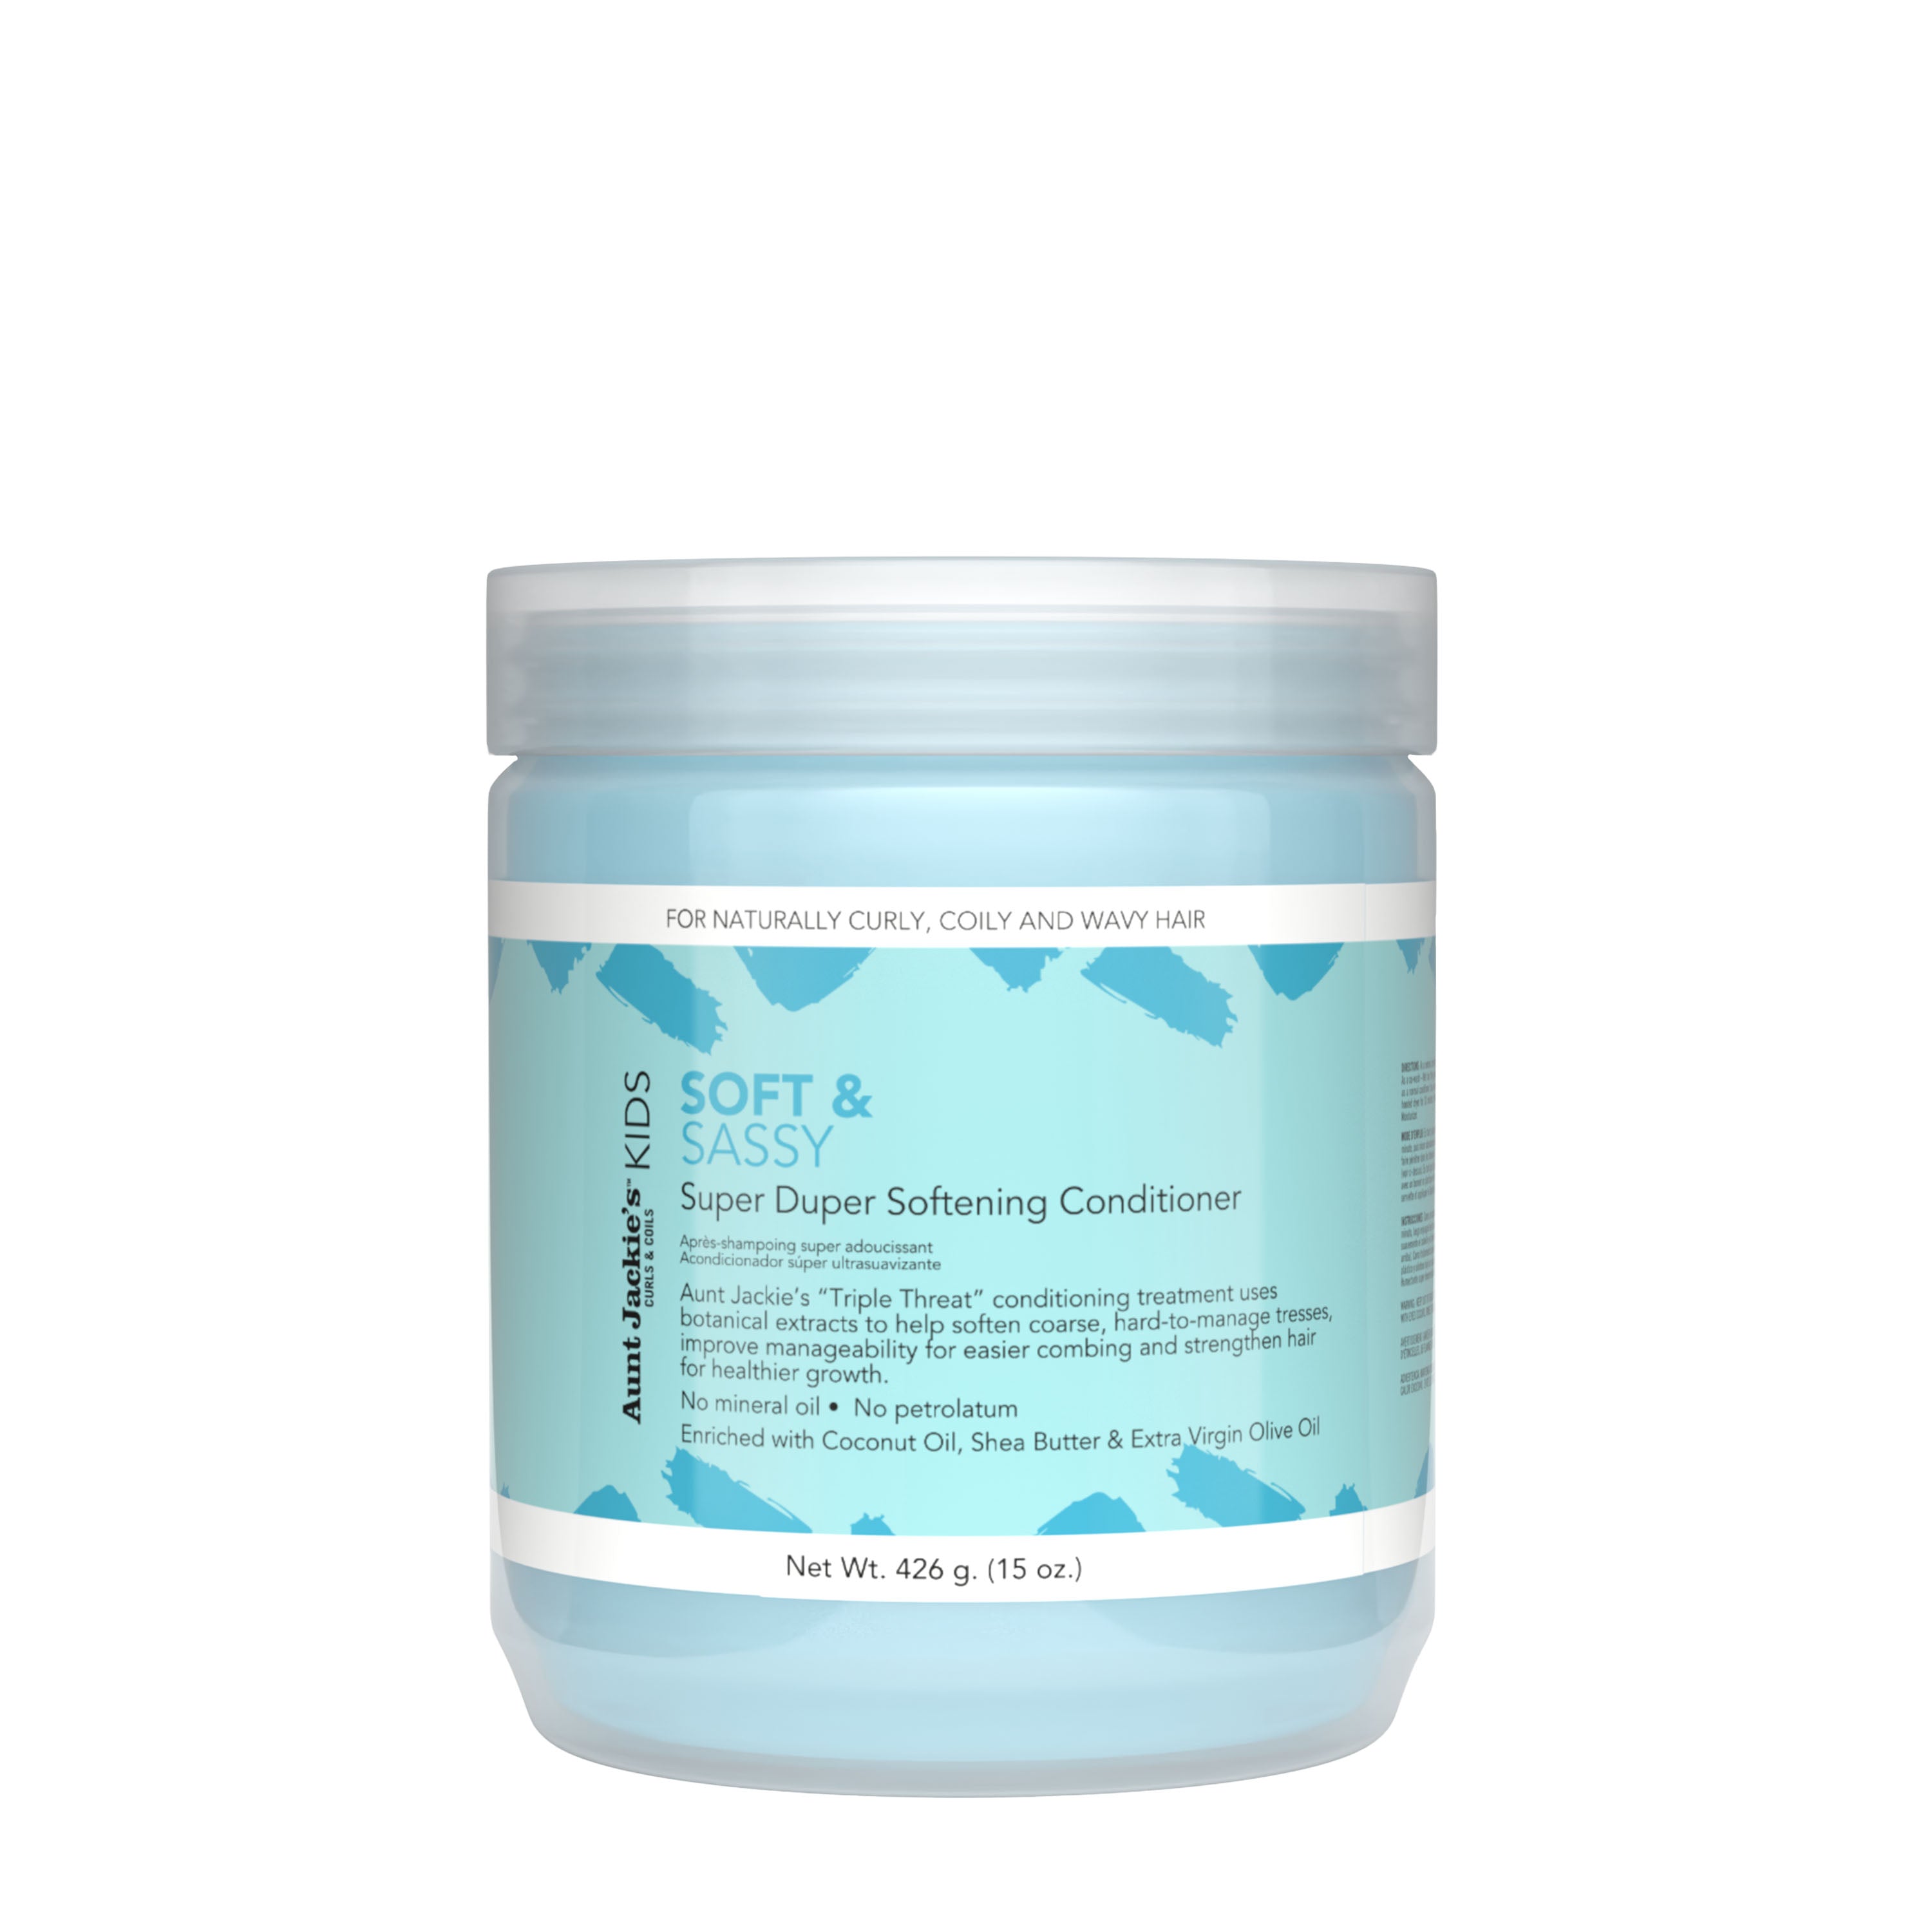 FOR NATURALLY CURLY, COILY AND WAVY HAIR
Aunt Jackie's™ KIDS
CURLS & COILS
SOFT &
SASSY
Super Duper Softening Conditioner
Après-shampoing super adoucissant
Acondicionador súper ultrasuavizante
Aunt Jackie's “Triple Threat” conditioning treatment uses
botanical extracts to help soften coarse, hard-to-manage tresses,
improve manageability for easier combing and strengthen hair
for healthier growth.
No mineral oil • No petrolatum
Enriched with Coconut Oil, Shea Butter & Extra Virgin Olive Oil
Net Wt. 426 g. (15 oz.)